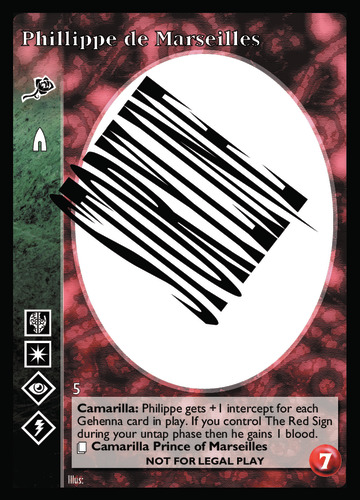 Phillippe de Marseilles
5
Camarilla: Philippe gets +1 intercept for each
Gehenna card in play. If you control The Red Sign
during your untap phase then he gains 1 blood.
Camarilla Prince of Marseilles
NOT FOR LEGAL PLAY
7
Illus: